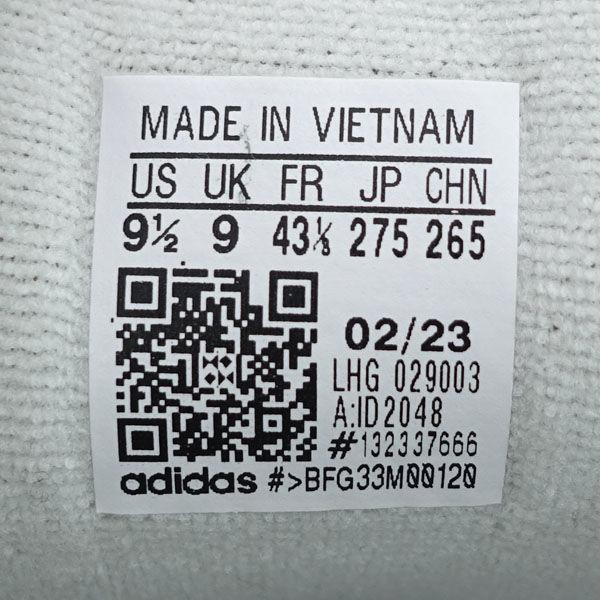 MADE IN VIETNAM
US UK FR JP CHN
9½ 9 43⅓ 275 265
02/23
LHG 029003
A:ID2048
#132337666
adidas #>BFG33M00120